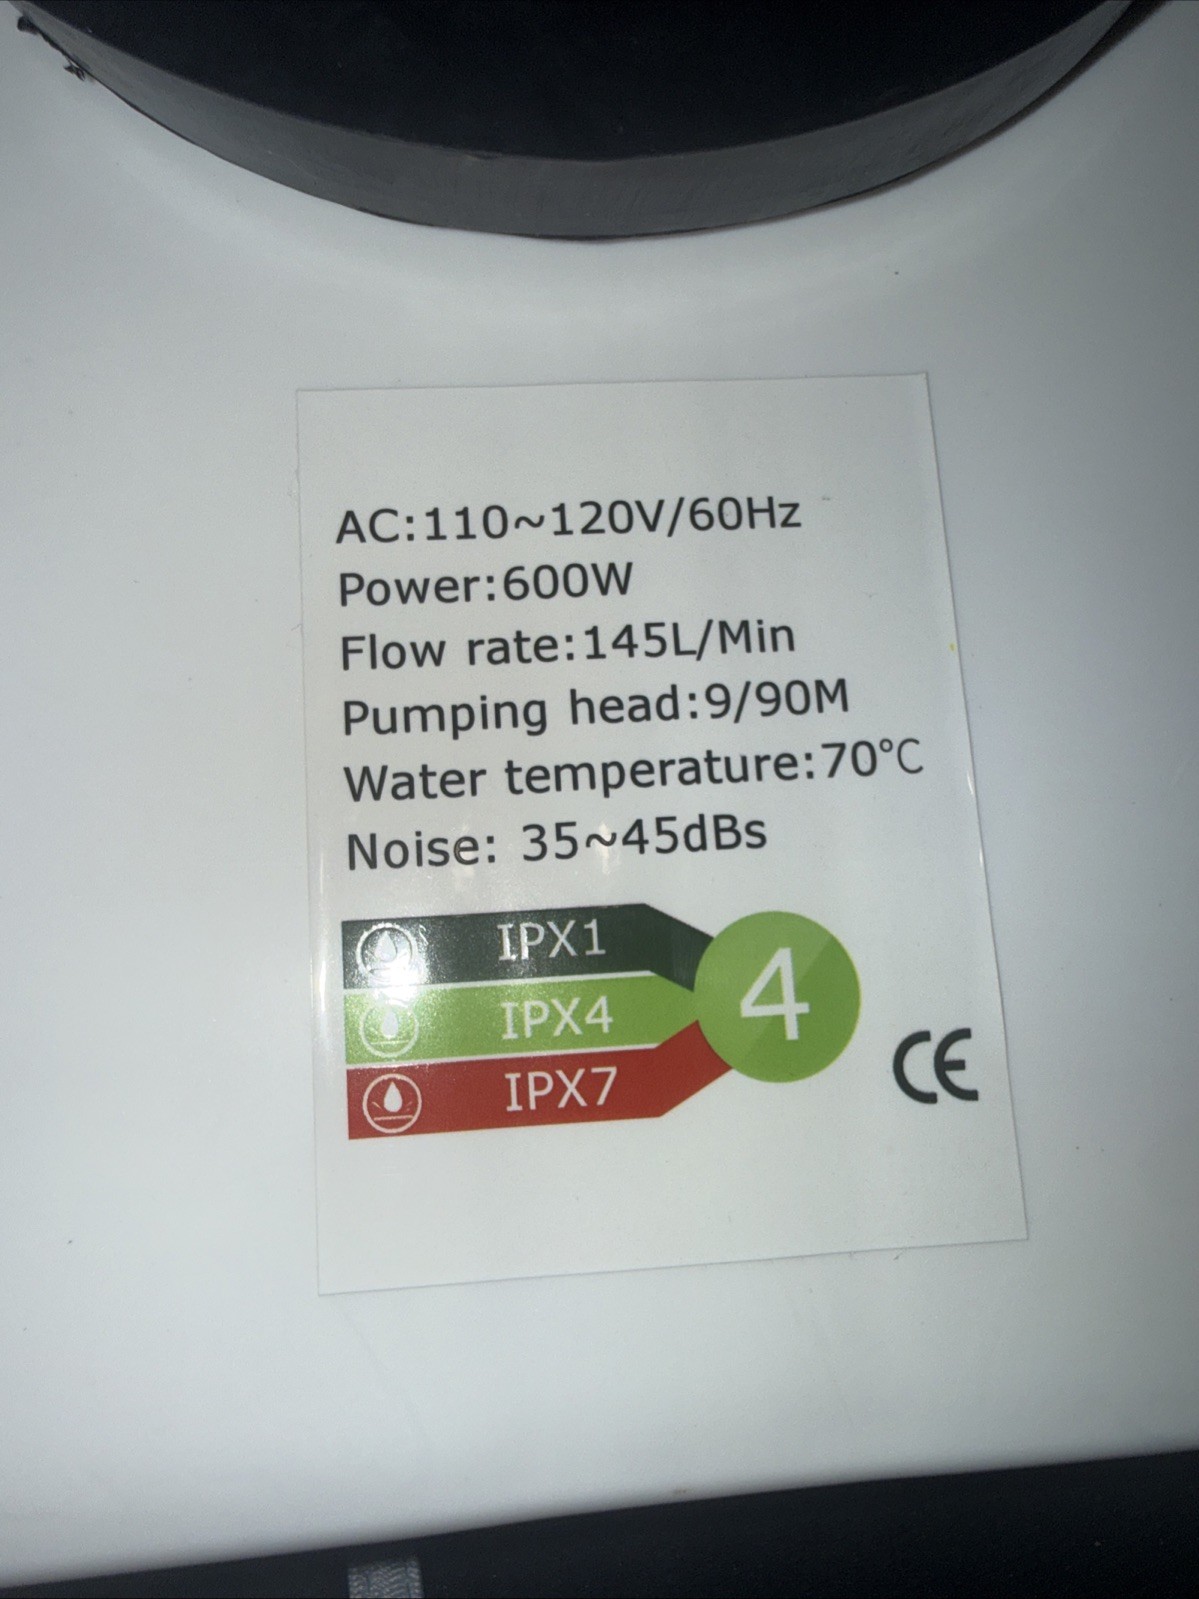 AC:110~120V/60Hz
Power:600W
Flow rate:145L/Min
Pumping head:9/90M
Water temperature:70°C
Noise: 35~45dBs
IPX1
IPX4
4
IPX7
CE